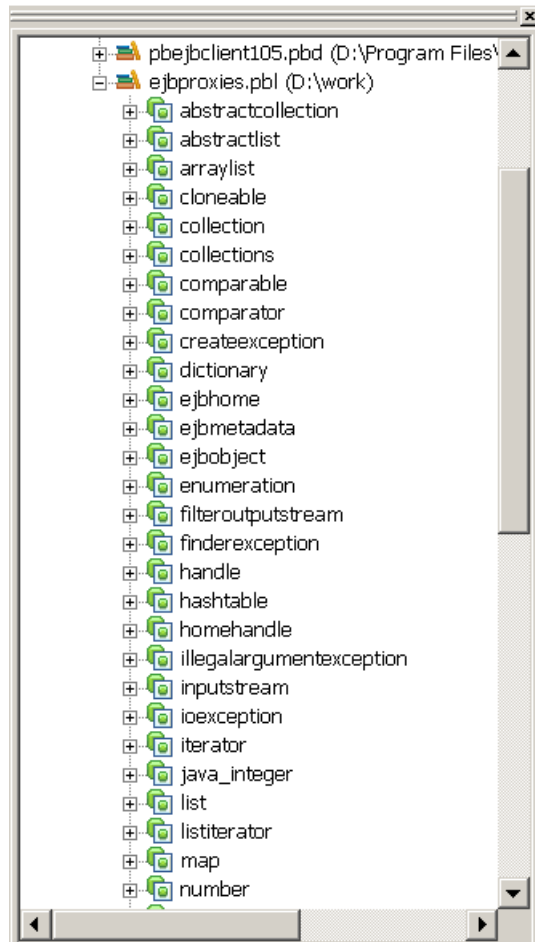 pbejbclient105.pbd (D:\Program Files\
ejbproxies.pbl (D:\work)
abstractcollection
abstractlist
arraylist
cloneable
collection
collections
comparable
comparator
createexception
dictionary
ejbhome
ejbmetadata
ejbobject
enumeration
filteroutputstream
finderexception
handle
hashtable
homehandle
illegalargumentexception
inputstream
ioexception
iterator
java_integer
list
listiterator
map
number